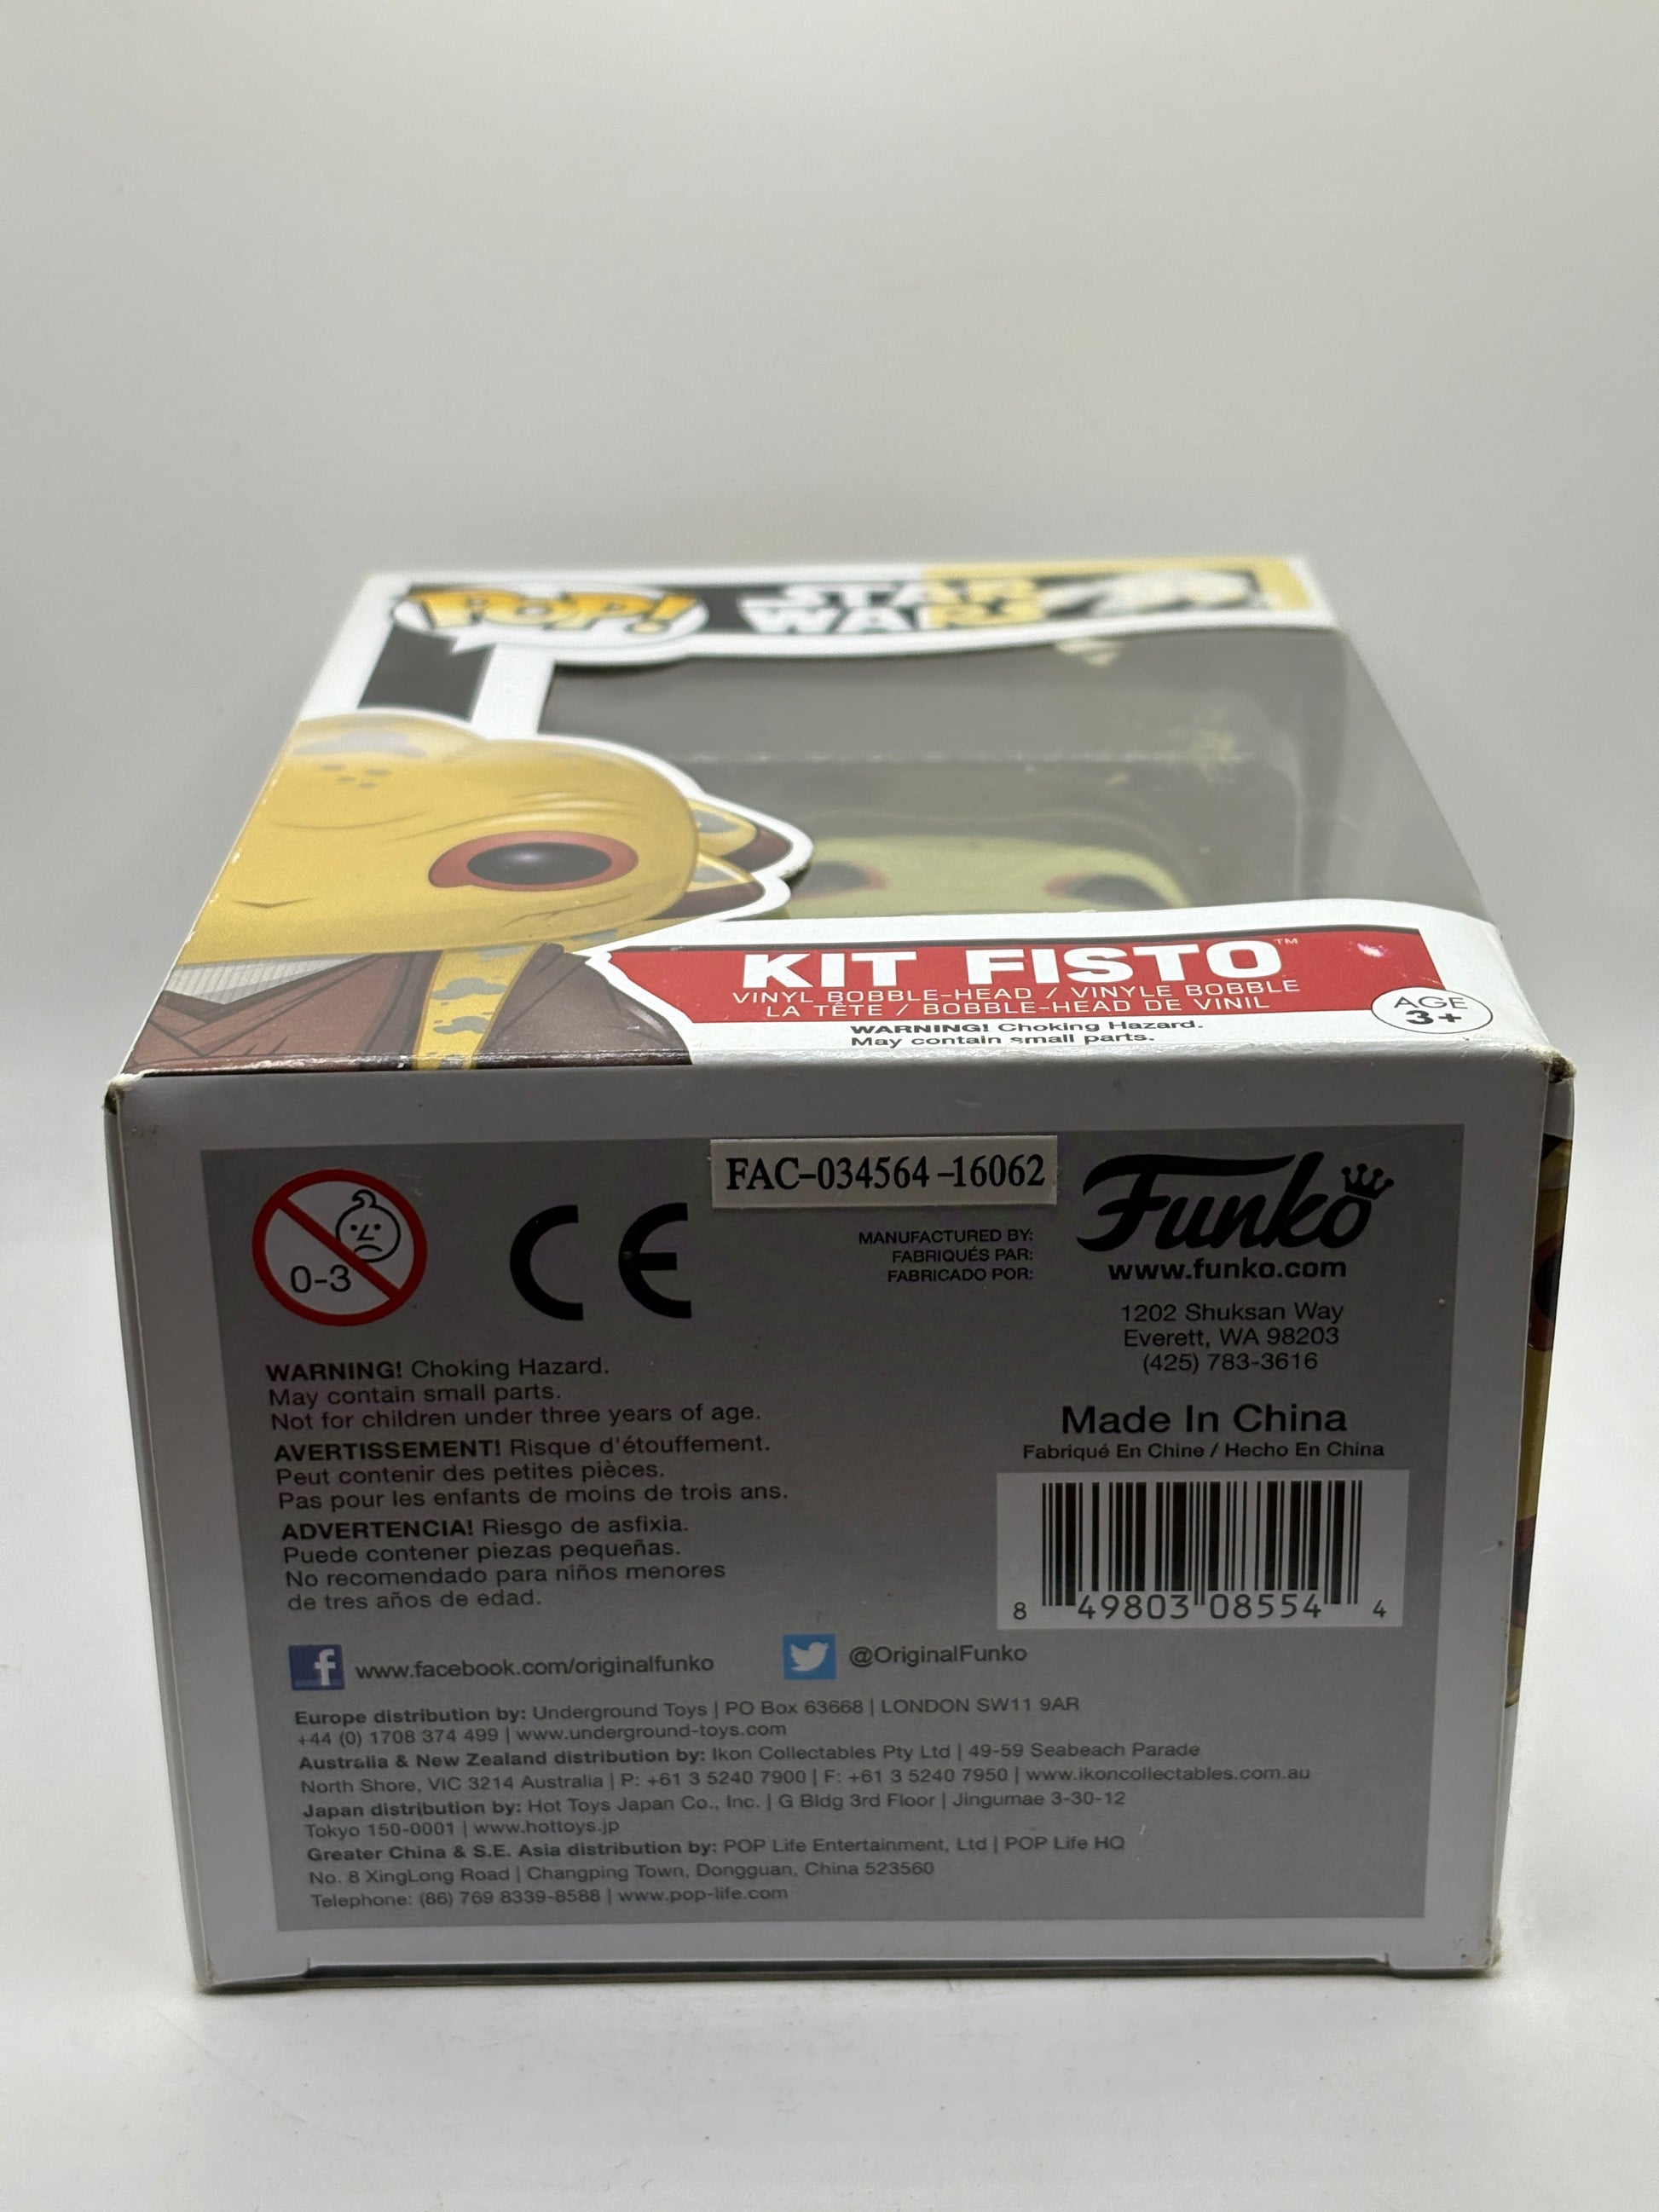 POP!
STAR
WARS
KIT FISTO™
VINYL BOBBLE-HEAD / VINYLE BOBBLE
LA TÊTE / BOBBLE-HEAD DE VINIL
WARNING! Choking Hazard.
May contain small parts.
AGE
3+
FAC-034564-16062
0-3
CE
MANUFACTURED BY:
FABRIQUÉS PAR:
FABRICADO POR:
Funko
www.funko.com
1202 Shuksan Way
Everett, WA 98203
(425) 783-3616
Made In China
Fabriqué En Chine / Hecho En China
8 49803 08554 4
WARNING! Choking Hazard.
May contain small parts.
Not for children under three years of age.
AVERTISSEMENT! Risque d'étouffement.
Peut contenir des petites pièces.
Pas pour les enfants de moins de trois ans.
ADVERTENCIA! Riesgo de asfixia.
Puede contener piezas pequeñas.
No recomendado para niños menores
de tres años de edad.
f www.facebook.com/originalfunko
@OriginalFunko
Europe distribution by: Underground Toys | PO Box 63668 | LONDON SW11 9AR
+44 (0) 1708 374 499 | www.underground-toys.com
Australia & New Zealand distribution by: Ikon Collectables Pty Ltd | 49-59 Seabeach Parade
North Shore, VIC 3214 Australia | P: +61 3 5240 7900 | F: +61 3 5240 7950 | www.ikoncollectables.com.au
Japan distribution by: Hot Toys Japan Co., Inc. | G Bldg 3rd Floor | Jingumae 3-30-12
Tokyo 150-0001 | www.hottoys.jp
Greater China & S.E. Asia distribution by: POP Life Entertainment, Ltd | POP Life HQ
No. 8 XingLong Road | Changping Town, Dongguan, China 523560
Telephone: (86) 769 8339-8588 | www.pop-life.com